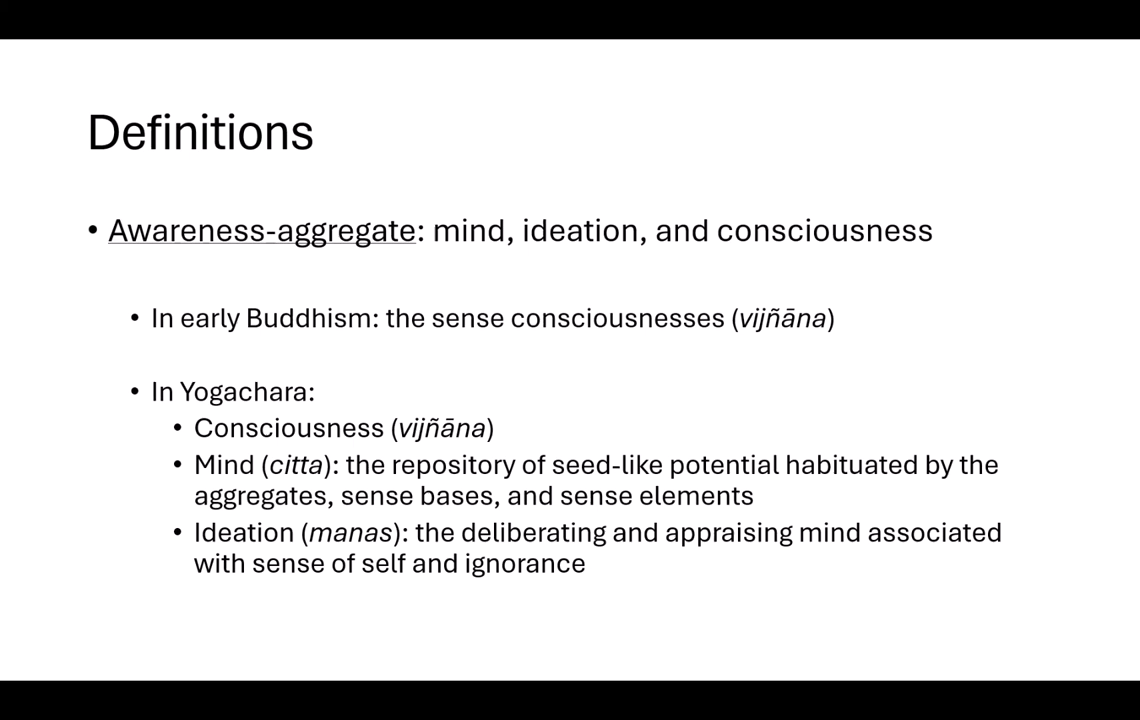 Definitions
• Awareness-aggregate: mind, ideation, and consciousness
• In early Buddhism: the sense consciousnesses (vijñāna)
• In Yogachara:
• Consciousness (vijñāna)
• Mind (citta): the repository of seed-like potential habituated by the
aggregates, sense bases, and sense elements
• Ideation (manas): the deliberating and appraising mind associated
with sense of self and ignorance